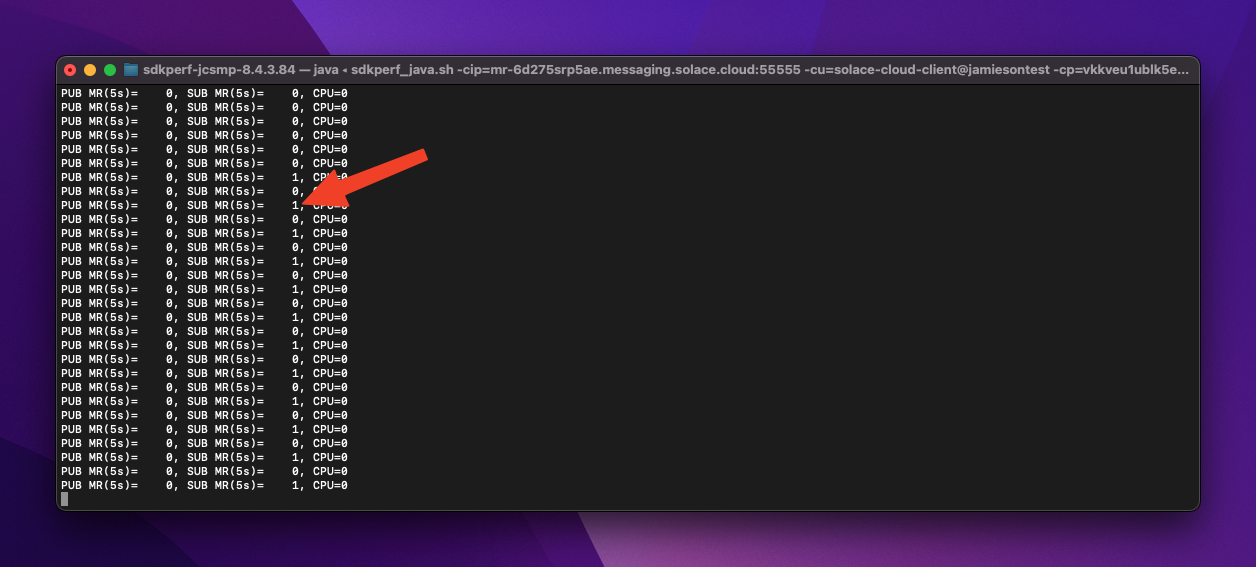 sdkperf-jcsmp-8.4.3.84 — java ◂ sdkperf_java.sh -cip=mr-6d275srp5ae.messaging.solace.cloud:55555 -cu=solace-cloud-client@jamiesontest -cp=vkkveu1ublk5e...
PUB MR(5s)=    0, SUB MR(5s)=    0, CPU=0
PUB MR(5s)=    0, SUB MR(5s)=    0, CPU=0
PUB MR(5s)=    0, SUB MR(5s)=    0, CPU=0
PUB MR(5s)=    0, SUB MR(5s)=    0, CPU=0
PUB MR(5s)=    0, SUB MR(5s)=    0, CPU=0
PUB MR(5s)=    0, SUB MR(5s)=    0, CPU=0
PUB MR(5s)=    0, SUB MR(5s)=    1, CPU=0
PUB MR(5s)=    0, SUB MR(5s)=    0,
PUB MR(5s)=    0, SUB MR(5s)=    1, CPU=0
PUB MR(5s)=    0, SUB MR(5s)=    0, CPU=0
PUB MR(5s)=    0, SUB MR(5s)=    1, CPU=0
PUB MR(5s)=    0, SUB MR(5s)=    0, CPU=0
PUB MR(5s)=    0, SUB MR(5s)=    1, CPU=0
PUB MR(5s)=    0, SUB MR(5s)=    0, CPU=0
PUB MR(5s)=    0, SUB MR(5s)=    1, CPU=0
PUB MR(5s)=    0, SUB MR(5s)=    0, CPU=0
PUB MR(5s)=    0, SUB MR(5s)=    1, CPU=0
PUB MR(5s)=    0, SUB MR(5s)=    0, CPU=0
PUB MR(5s)=    0, SUB MR(5s)=    1, CPU=0
PUB MR(5s)=    0, SUB MR(5s)=    0, CPU=0
PUB MR(5s)=    0, SUB MR(5s)=    1, CPU=0
PUB MR(5s)=    0, SUB MR(5s)=    0, CPU=0
PUB MR(5s)=    0, SUB MR(5s)=    1, CPU=0
PUB MR(5s)=    0, SUB MR(5s)=    0, CPU=0
PUB MR(5s)=    0, SUB MR(5s)=    1, CPU=0
PUB MR(5s)=    0, SUB MR(5s)=    0, CPU=0
PUB MR(5s)=    0, SUB MR(5s)=    1, CPU=0
PUB MR(5s)=    0, SUB MR(5s)=    0, CPU=0
PUB MR(5s)=    0, SUB MR(5s)=    1, CPU=0